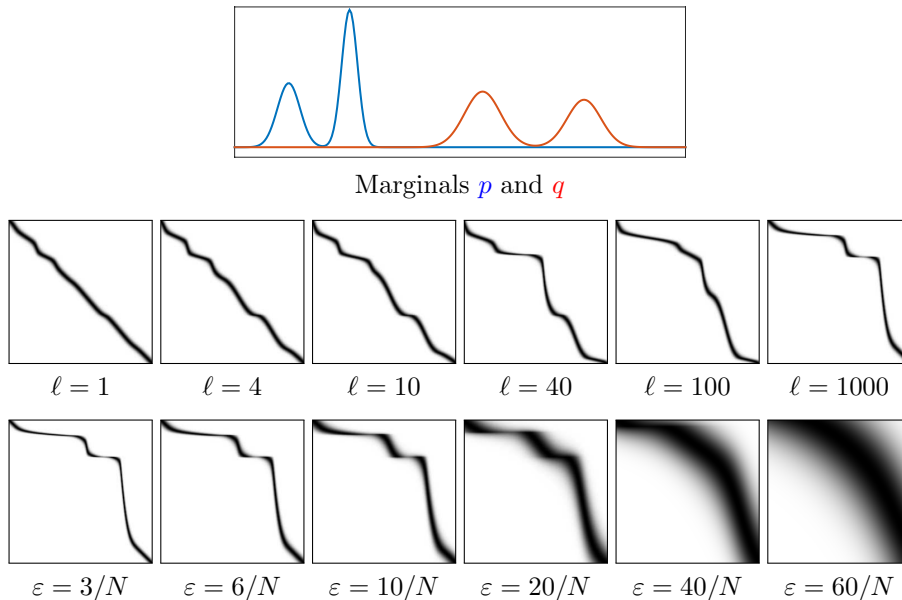 Marginals p and q
ℓ = 1 ℓ = 4 ℓ = 10 ℓ = 40 ℓ = 100 ℓ = 1000
ε = 3/N ε = 6/N ε = 10/N ε = 20/N ε = 40/N ε = 60/N